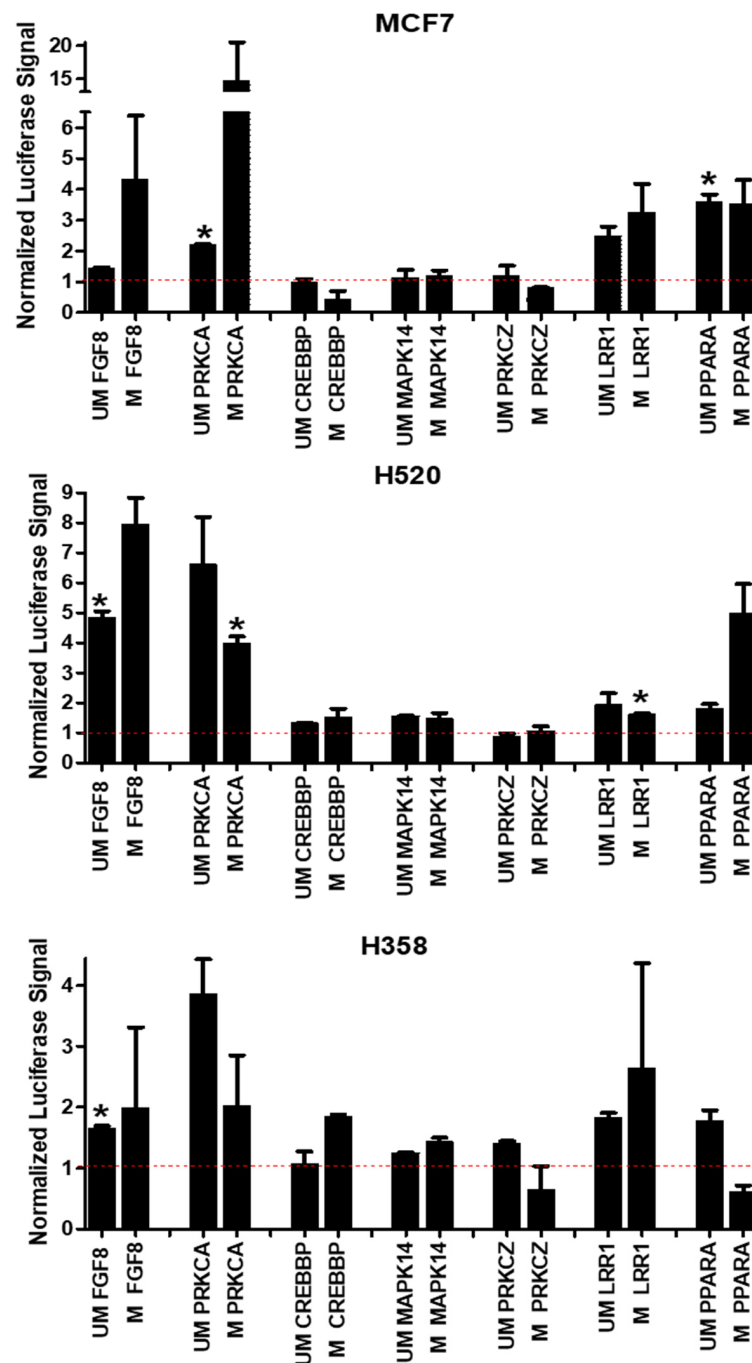 MCF7
Normalized Luciferase Signal
20
15
6
5
4
3
2
1
0
*
*
UM FGF8
M FGF8
UM PRKCA
M PRKCA
UM CREBBP
M CREBBP
UM MAPK14
M MAPK14
UM PRKCZ
M PRKCZ
UM LRR1
M LRR1
UM PPARA
M PPARA
H520
Normalized Luciferase Signal
9
8
7
6
5
4
3
2
1
0
*
*
*
UM FGF8
M FGF8
UM PRKCA
M PRKCA
UM CREBBP
M CREBBP
UM MAPK14
M MAPK14
UM PRKCZ
M PRKCZ
UM LRR1
M LRR1
UM PPARA
M PPARA
H358
Normalized Luciferase Signal
4
3
2
1
0
*
UM FGF8
M FGF8
UM PRKCA
M PRKCA
UM CREBBP
M CREBBP
UM MAPK14
M MAPK14
UM PRKCZ
M PRKCZ
UM LRR1
M LRR1
UM PPARA
M PPARA